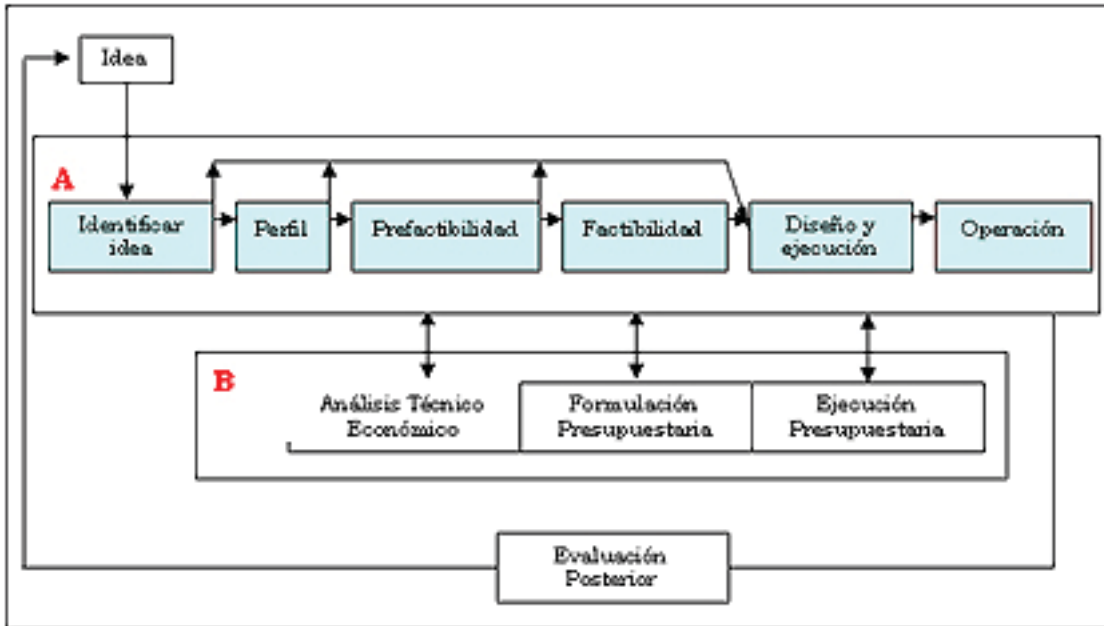 Idea
A
Identificar
idea
Perfil
Prefactibilidad
Factibilidad
Diseño y
ejecución
Operación
B
Análisis Técnico
Económico
Formulación
Presupuestaria
Ejecución
Presupuestaria
Evaluación
Posterior